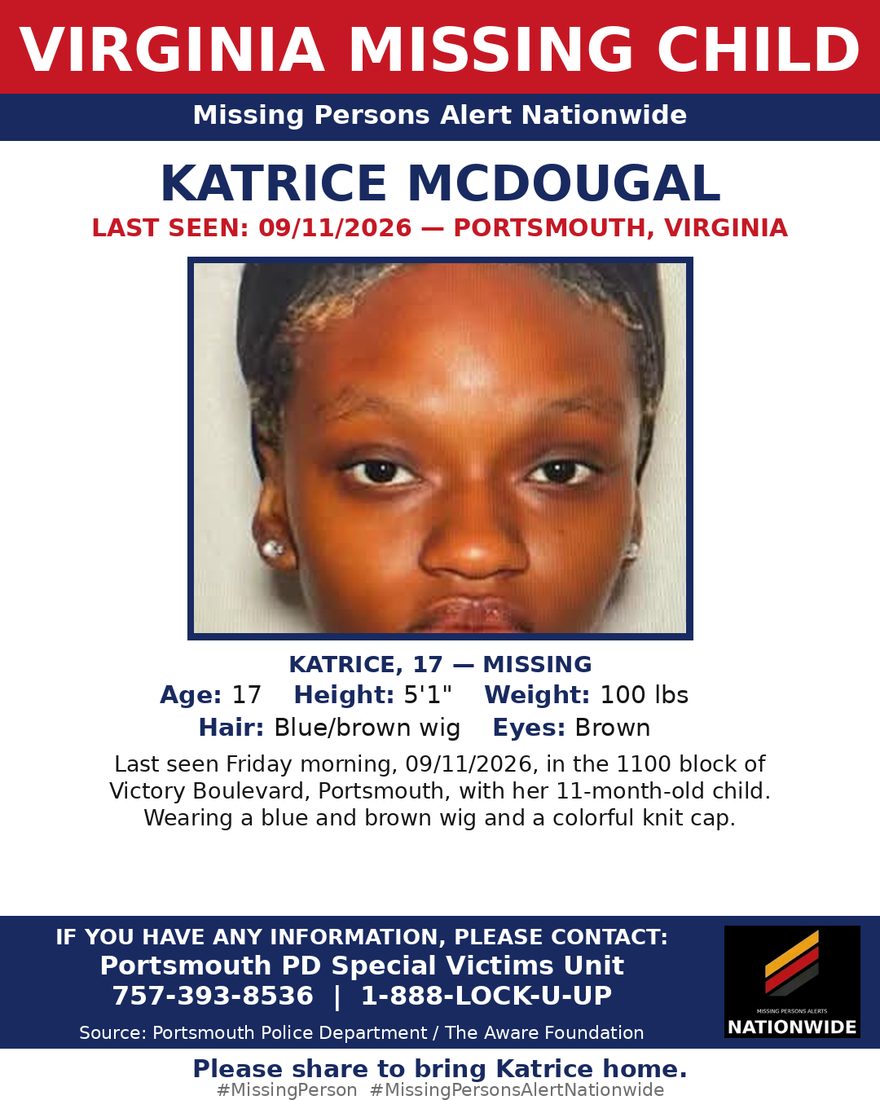 VIRGINIA MISSING CHILD
Missing Persons Alert Nationwide
KATRICE MCDOUGAL
LAST SEEN: 09/11/2026 — PORTSMOUTH, VIRGINIA
KATRICE, 17 — MISSING
Age: 17 Height: 5'1" Weight: 100 lbs
Hair: Blue/brown wig Eyes: Brown
Last seen Friday morning, 09/11/2026, in the 1100 block of
Victory Boulevard, Portsmouth, with her 11-month-old child.
Wearing a blue and brown wig and a colorful knit cap.
IF YOU HAVE ANY INFORMATION, PLEASE CONTACT:
Portsmouth PD Special Victims Unit
757-393-8536 | 1-888-LOCK-U-UP
Source: Portsmouth Police Department / The Aware Foundation
MISSING PERSONS ALERTS
NATIONWIDE
Please share to bring Katrice home.
#MissingPerson #MissingPersonsAlertNationwide